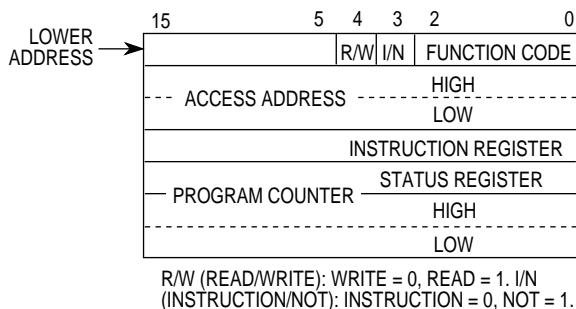 15 5 4 3 2 0
LOWER ADDRESS R/W I/N FUNCTION CODE
HIGH
ACCESS ADDRESS
LOW
INSTRUCTION REGISTER
STATUS REGISTER
PROGRAM COUNTER
HIGH
LOW
R/W (READ/WRITE): WRITE = 0, READ = 1. I/N
(INSTRUCTION/NOT): INSTRUCTION = 0, NOT = 1.